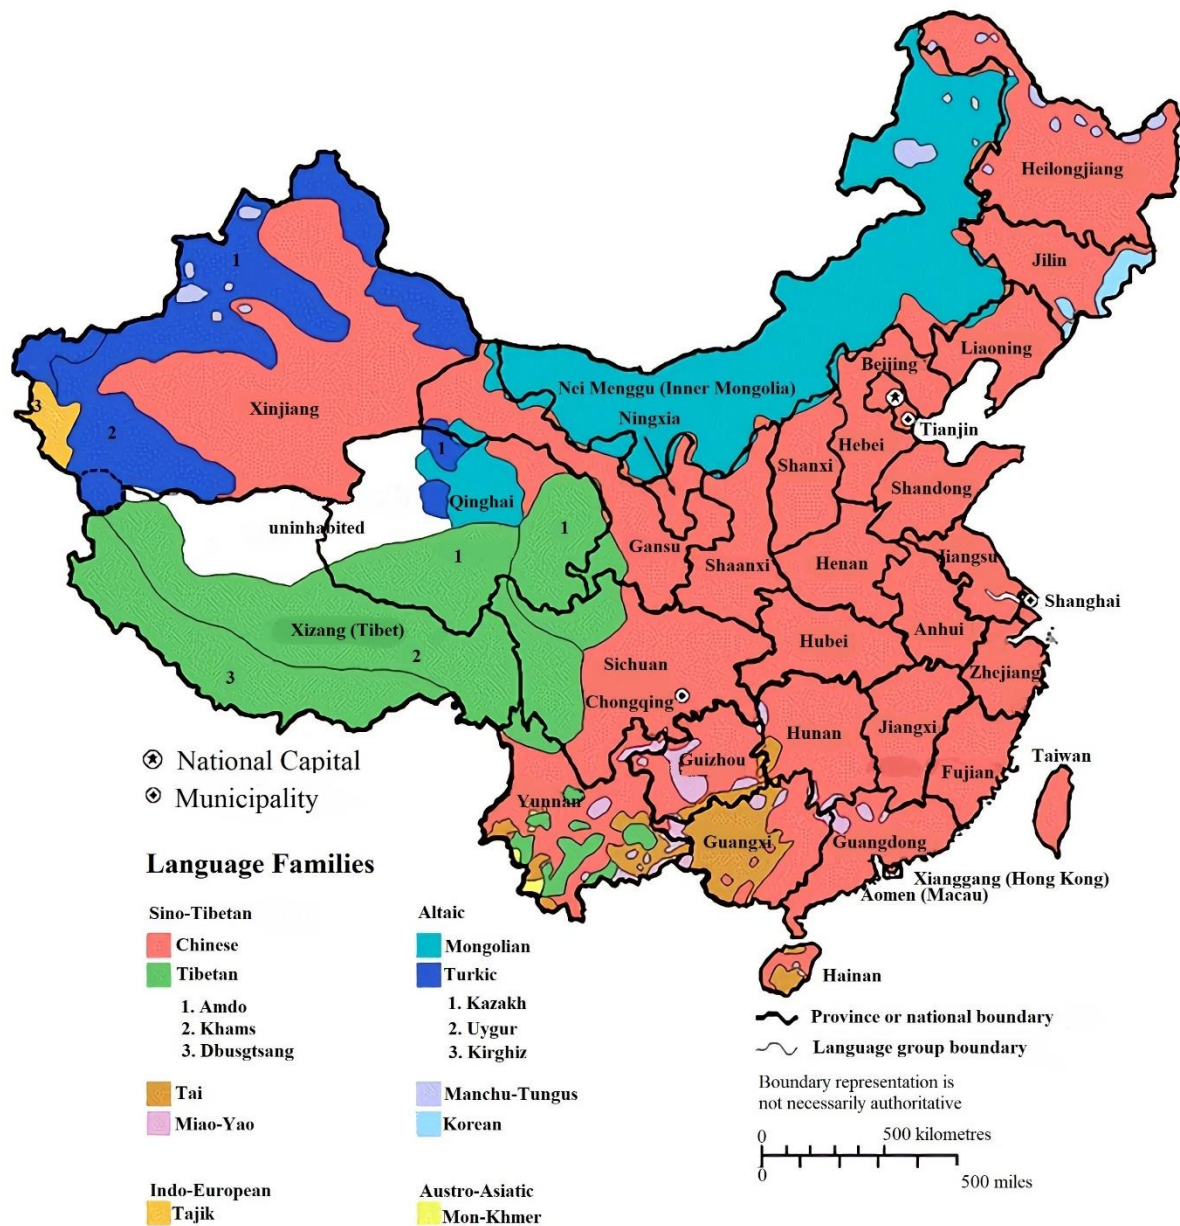 Heilongjiang
Jilin
Liaoning
Beijing
Tianjin
Nei Menggu (Inner Mongolia)
Ningxia
Hebei
Shanxi
Shandong
1
3
2
Xinjiang
1
Qinghai
uninhabited
1
1
Gansu
Shaanxi
Henan
Jiangsu
Shanghai
Anhui
Hubei
Xizang (Tibet)
2
3
Sichuan
Chongqing
Zhejiang
Hunan
Jiangxi
Guizhou
Fujian
Taiwan
Yunnan
Guangxi
Guangdong
Xianggang (Hong Kong)
Aomen (Macau)
Hainan
National Capital
Municipality
Language Families
Sino-Tibetan
Chinese
Tibetan
1. Amdo
2. Khams
3. Dbusgtsang
Tai
Miao-Yao
Indo-European
Tajik
Altaic
Mongolian
Turkic
1. Kazakh
2. Uygur
3. Kirghiz
Manchu-Tungus
Korean
Austro-Asiatic
Mon-Khmer
Province or national boundary
Language group boundary
Boundary representation is
not necessarily authoritative
0 500 kilometres
0 500 miles